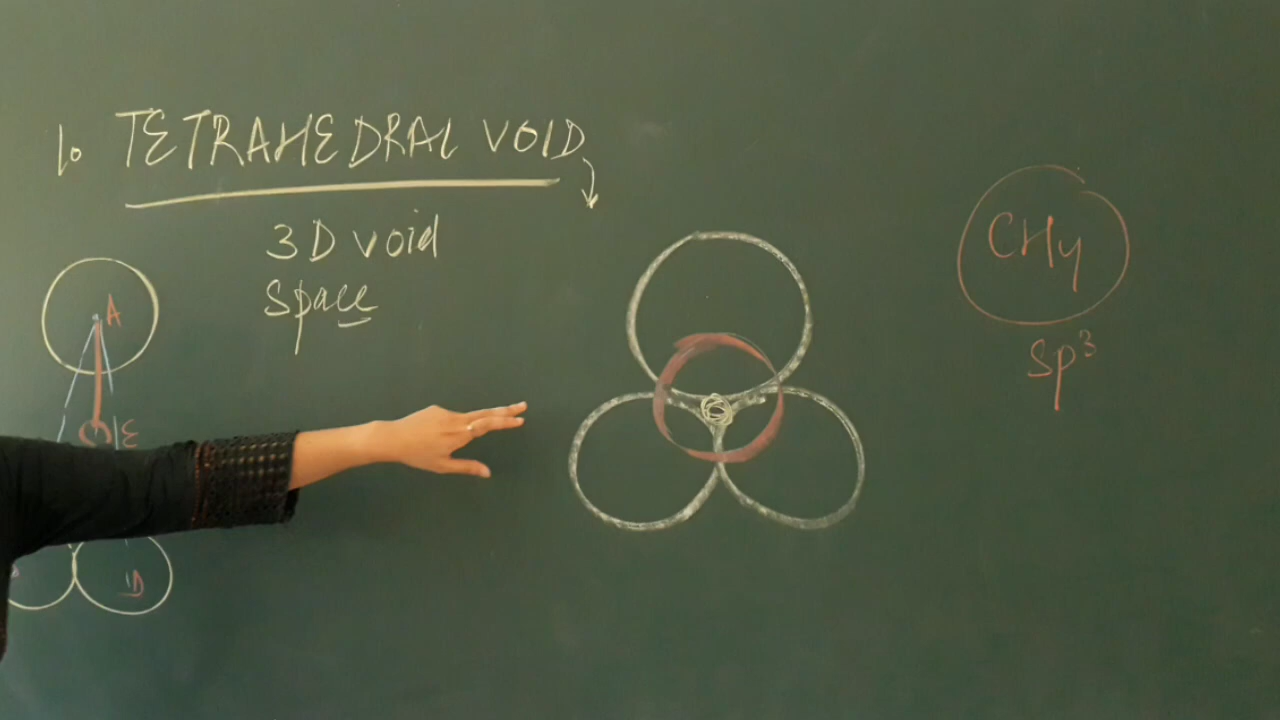 1. TETRAHEDRAL VOID
3D void
Space
A
E
D
CH4
Sp³